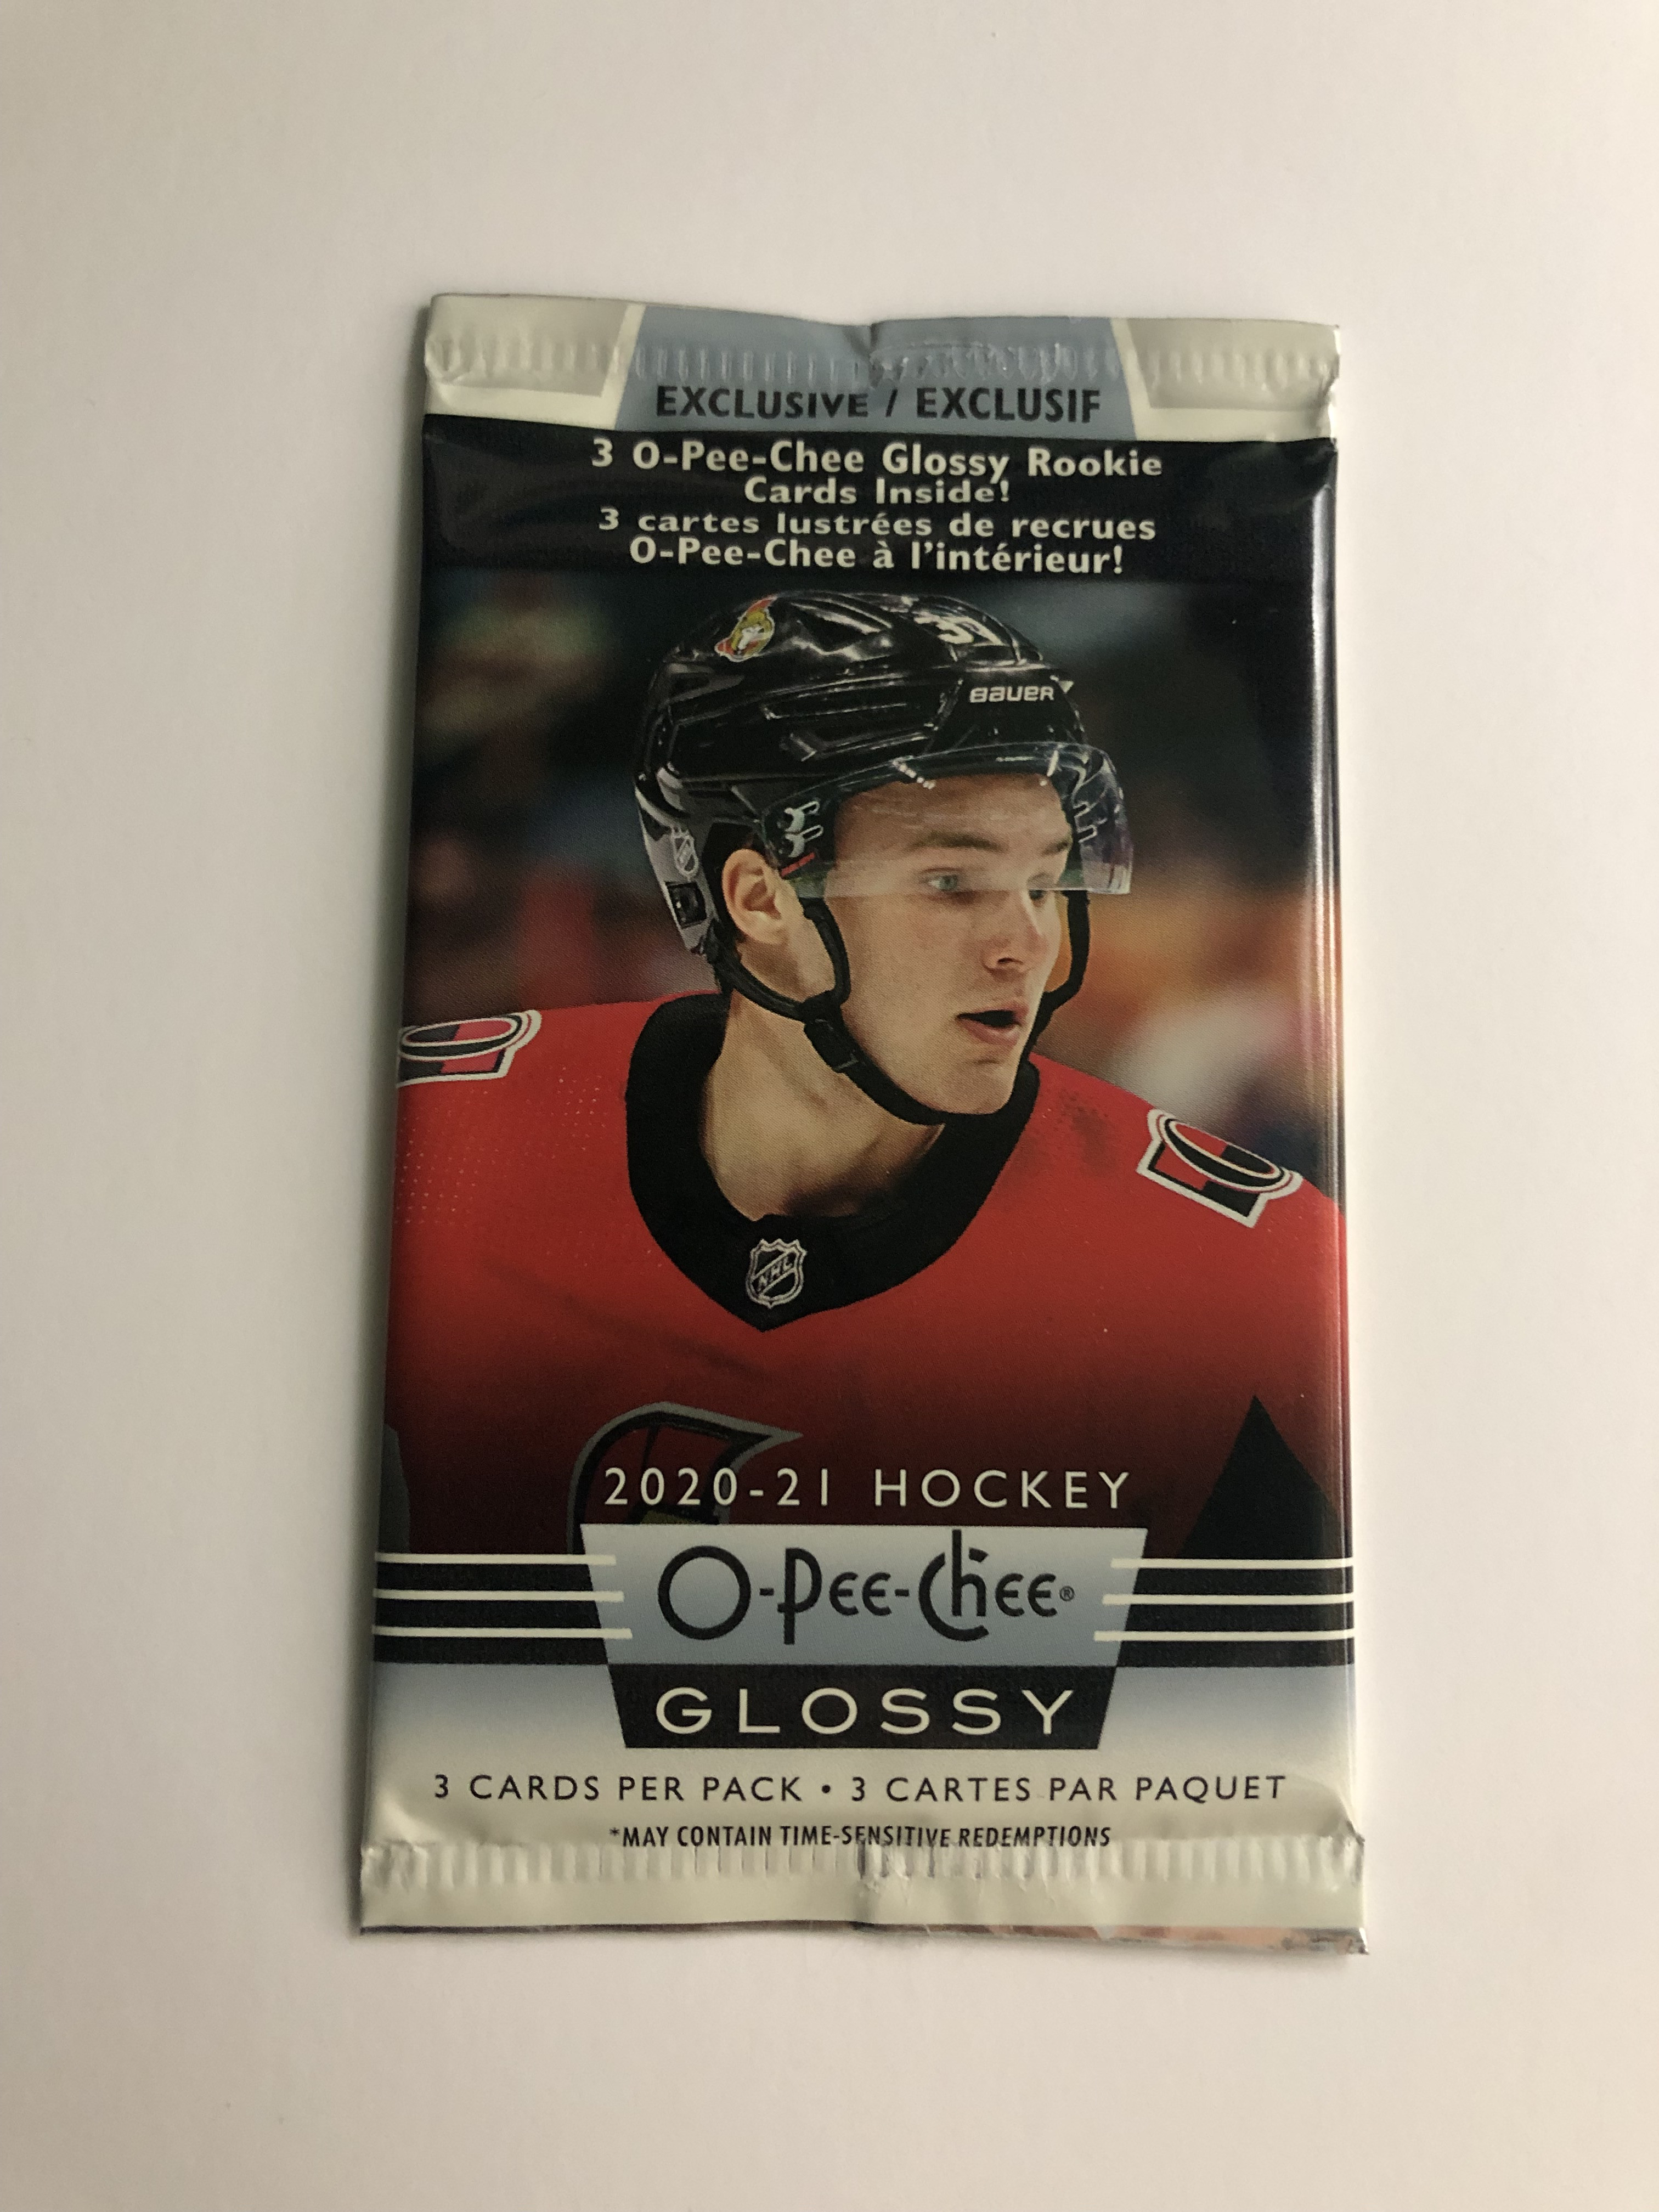 EXCLUSIVE / EXCLUSIF
3 O-Pee-Chee Glossy Rookie
Cards Inside!
3 cartes lustrées de recrues
O-Pee-Chee à l'intérieur!
BAUER
NHL
2020-21 HOCKEY
O-Pee-Chee®
GLOSSY
3 CARDS PER PACK • 3 CARTES PAR PAQUET
*MAY CONTAIN TIME-SENSITIVE REDEMPTIONS